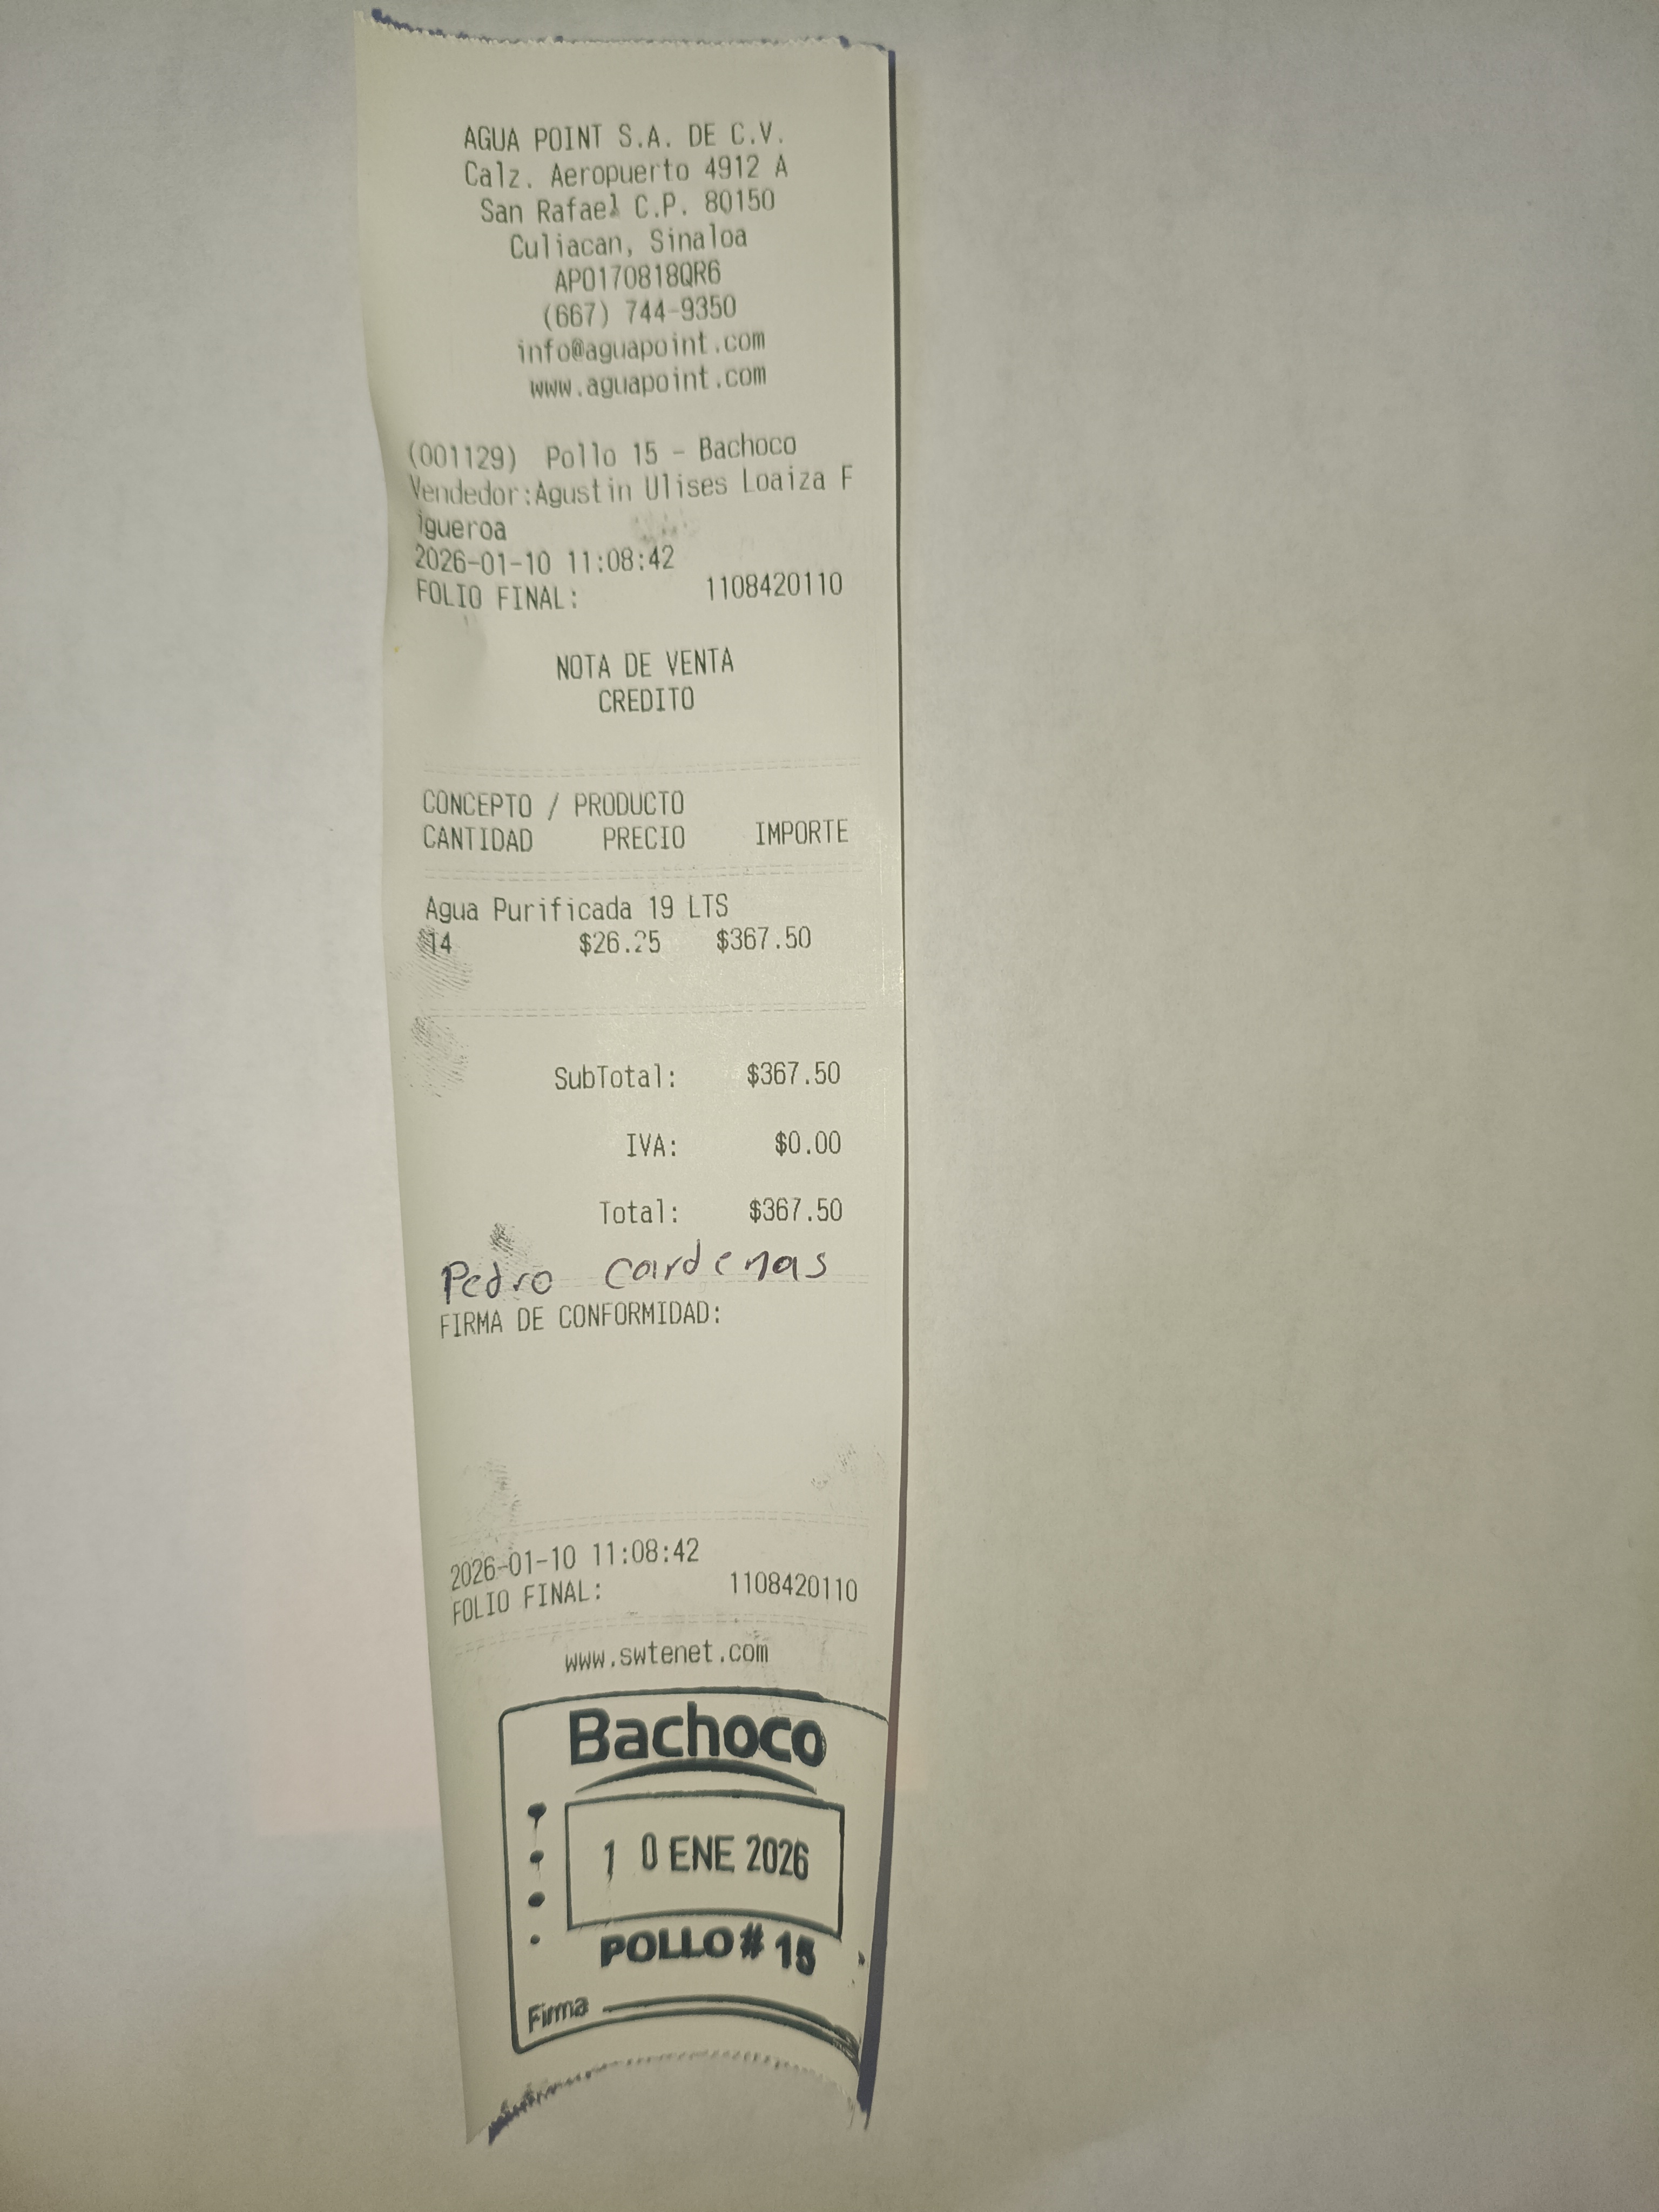 AGUA POINT S.A. DE C.V.
Calz. Aeropuerto 4912 A
San Rafael C.P. 80150
Culiacan, Sinaloa
APO170818QR6
(667) 744-9350
info@aguapoint.com
www.aguapoint.com
(001129) Pollo 15 - Bachoco
Vendedor:Agustin Ulises Loaiza F
igueroa
2026-01-10 11:08:42
FOLIO FINAL: 1108420110
NOTA DE VENTA
CREDITO
CONCEPTO / PRODUCTO
CANTIDAD PRECIO IMPORTE
Agua Purificada 19 LTS
14 $26.25 $367.50
SubTotal: $367.50
IVA: $0.00
Total: $367.50
Pedro Cardenas
FIRMA DE CONFORMIDAD:
2026-01-10 11:08:42
FOLIO FINAL: 1108420110
www.swtenet.com
Bachoco
10 ENE 2026
POLLO # 15
Firma